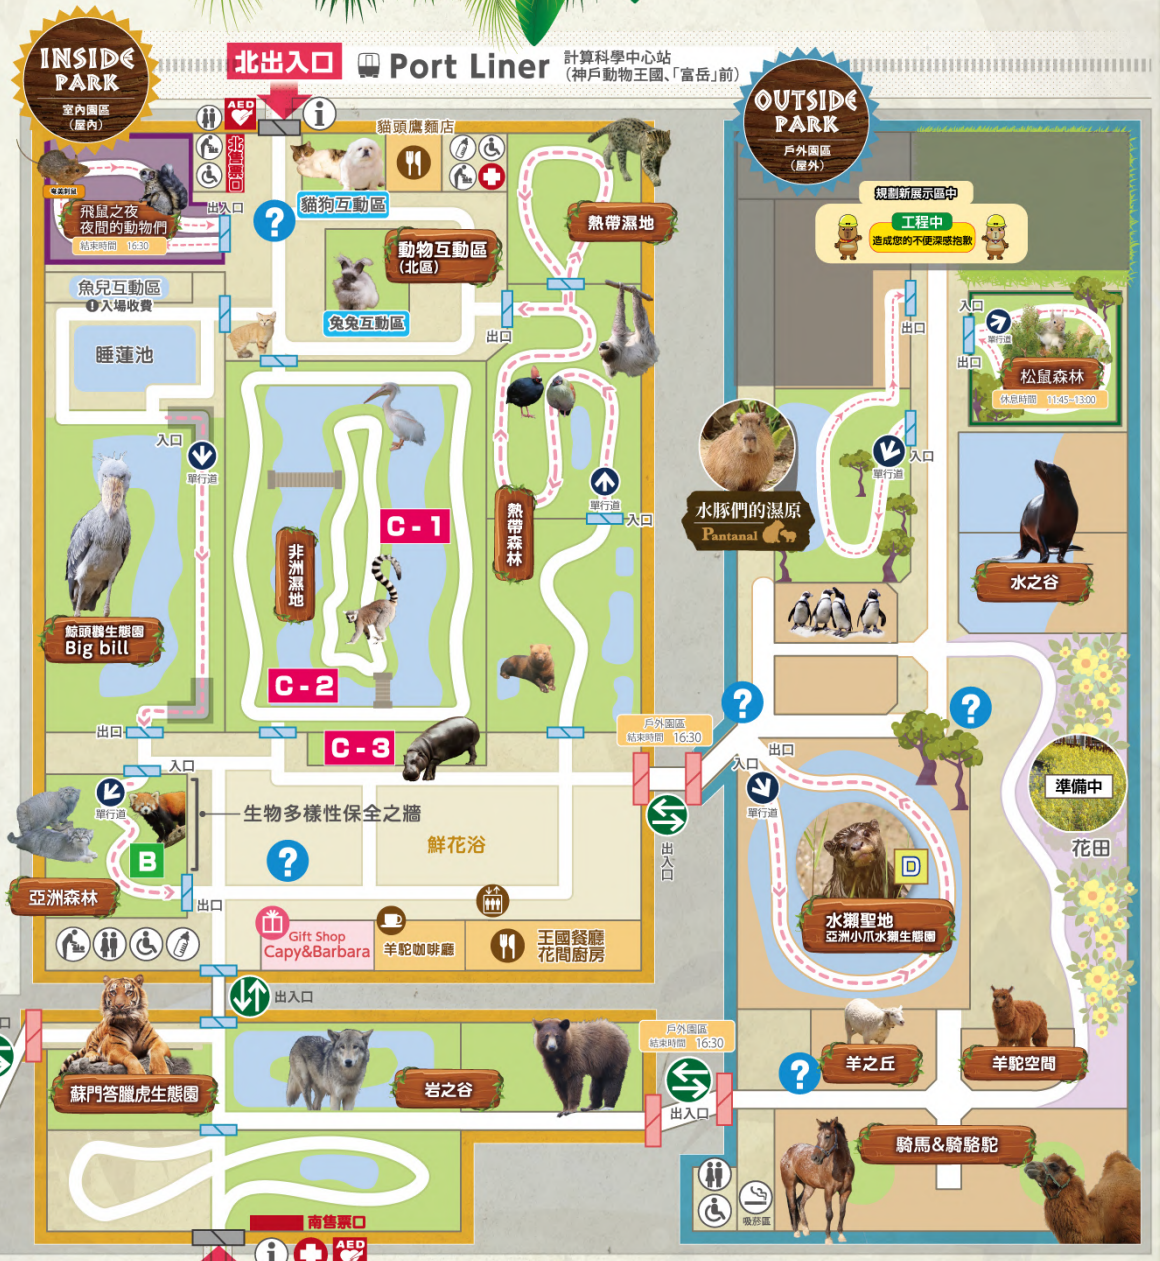 INSIDE
PARK
室內園區
(屋內)
北出入口
Port Liner
計算科學中心站
(神戶動物王國、「富岳」前)
OUTSIDE
PARK
戶外園區
(屋外)
AED
北售票口
貓頭鷹麵店
貓狗互動區
奄美刺鼠
飛鼠之夜
夜間的動物們
結束時間 16:30
出入口
動物互動區
(北區)
熱帶濕地
規劃新展示區中
工程中
造成您的不便深感抱歉
魚兒互動區
入場收費
兔兔互動區
出口
睡蓮池
出口
入口
單行道
出口
松鼠森林
休息時間 11:45~13:00
入口
單行道
單行道
入口
C-1
熱帶森林
單行道
入口
水豚們的濕原
Pantanal
非洲濕地
水之谷
鯨頭鸛生態園
Big bill
C-2
出口
C-3
戶外園區
結束時間 16:30
入口
單行道
生物多樣性保全之牆
B
鮮花浴
出入口
出口
入口
單行道
準備中
花田
D
水獺聖地
亞洲小爪水獺生態園
亞洲森林
出口
Gift Shop
Capy&Barbara
羊駝咖啡廳
王國餐廳
花間廚房
出入口
口
戶外園區
結束時間 16:30
出入口
羊之丘
羊駝空間
蘇門答臘虎生態園
岩之谷
騎馬&騎駱駝
吸菸區
南售票口
AED